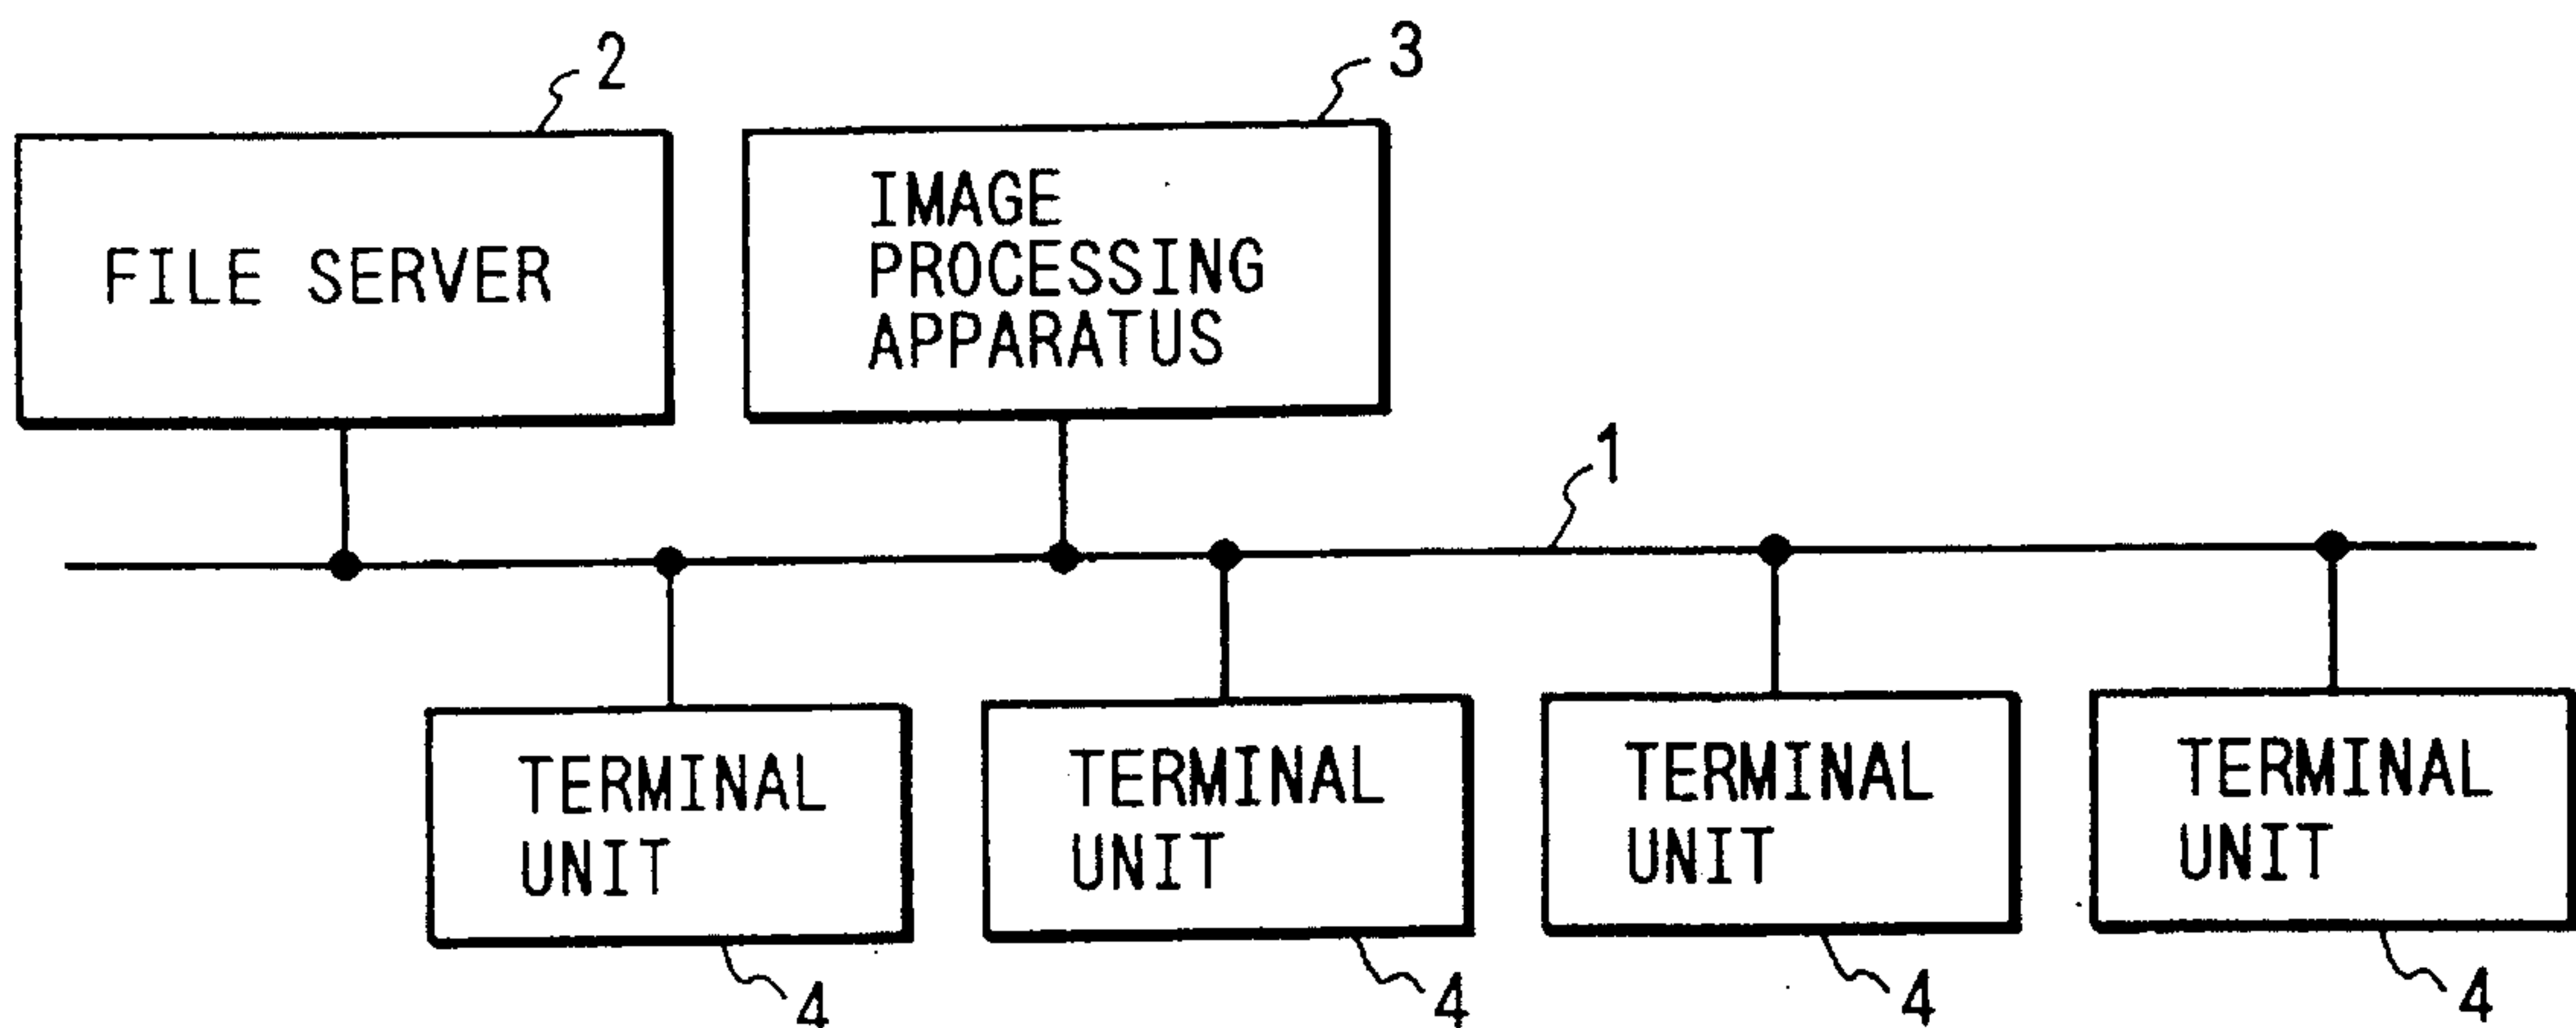 2
3
FILE SERVER
IMAGE
PROCESSING
APPARATUS
1
TERMINAL
UNIT
TERMINAL
UNIT
TERMINAL
UNIT
TERMINAL
UNIT
4
4
4
4